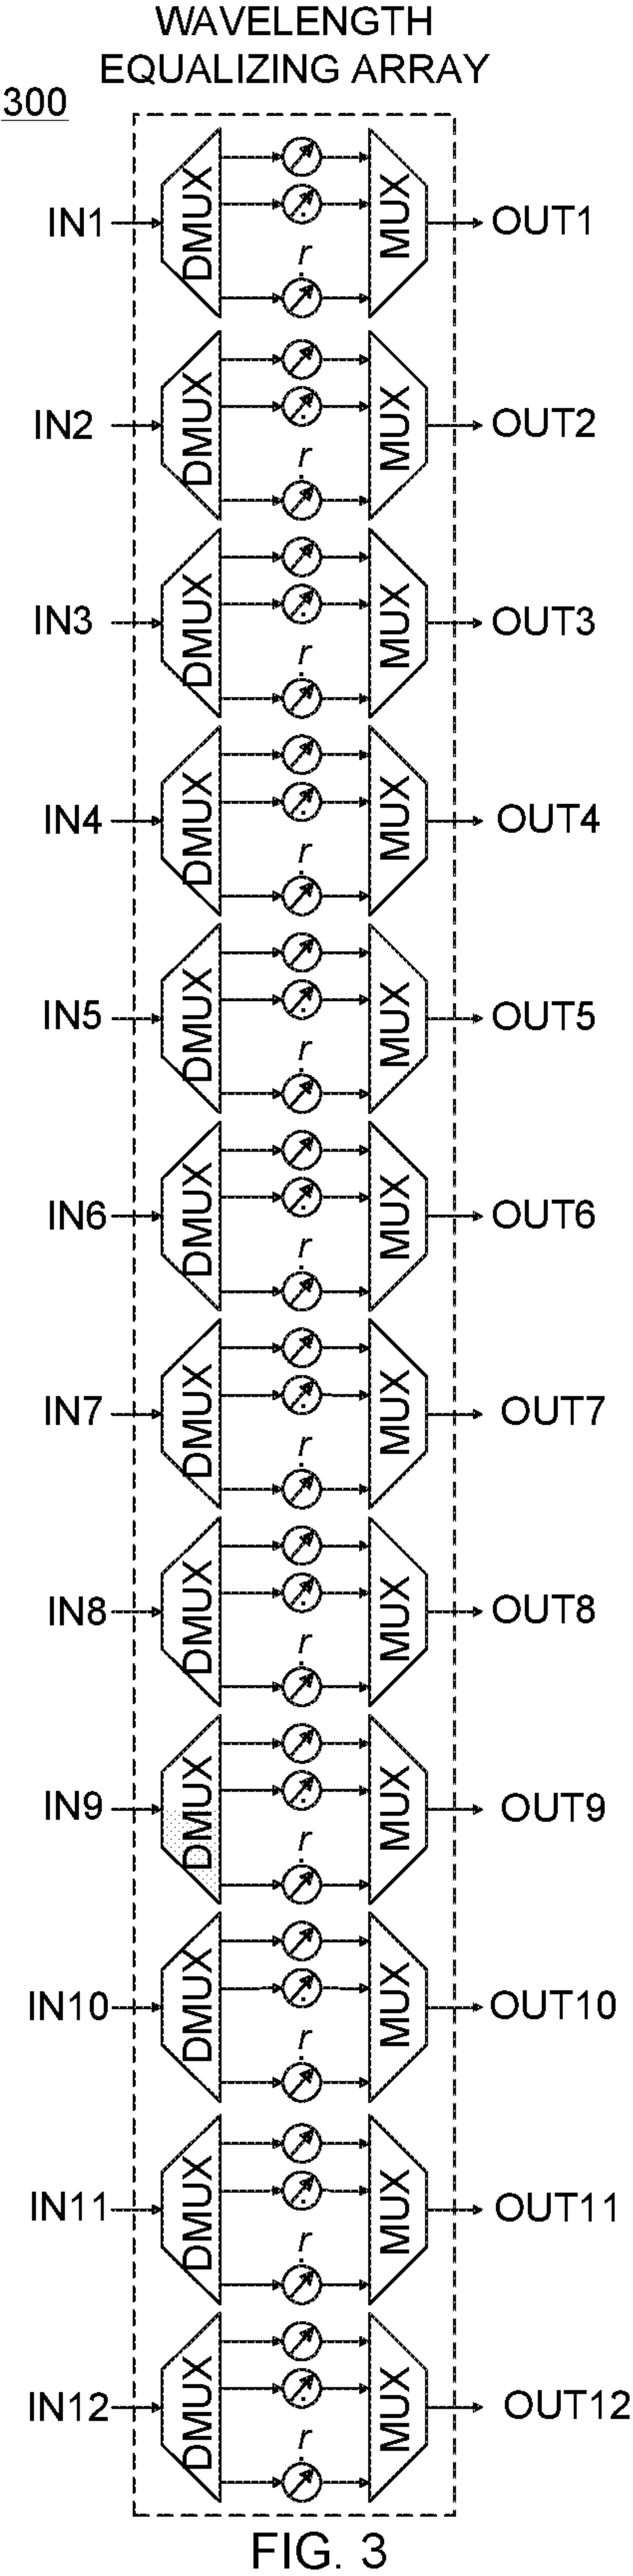 WAVELENGTH
EQUALIZING ARRAY
300
IN1 DMUX r MUX OUT1
IN2 DMUX r MUX OUT2
IN3 DMUX r MUX OUT3
IN4 DMUX r MUX OUT4
IN5 DMUX r MUX OUT5
IN6 DMUX r MUX OUT6
IN7 DMUX r MUX OUT7
IN8 DMUX r MUX OUT8
IN9 DMUX r MUX OUT9
IN10 DMUX r MUX OUT10
IN11 DMUX r MUX OUT11
IN12 DMUX r MUX OUT12
FIG. 3